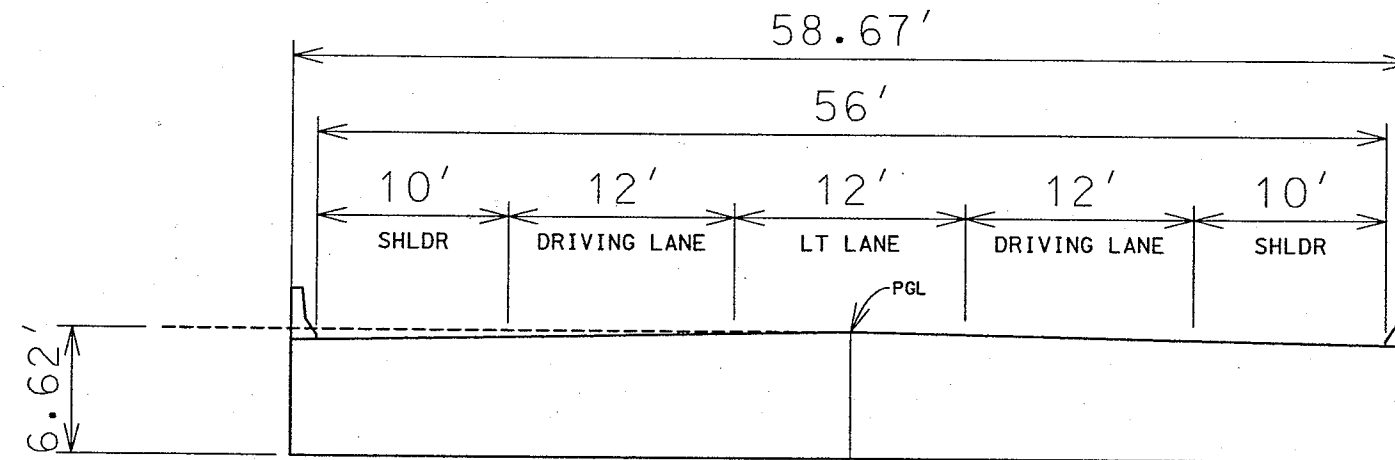 58.67'
56'
10' 12' 12' 12' 10'
SHLDR DRIVING LANE LT LANE DRIVING LANE SHLDR
PGL
6.62'